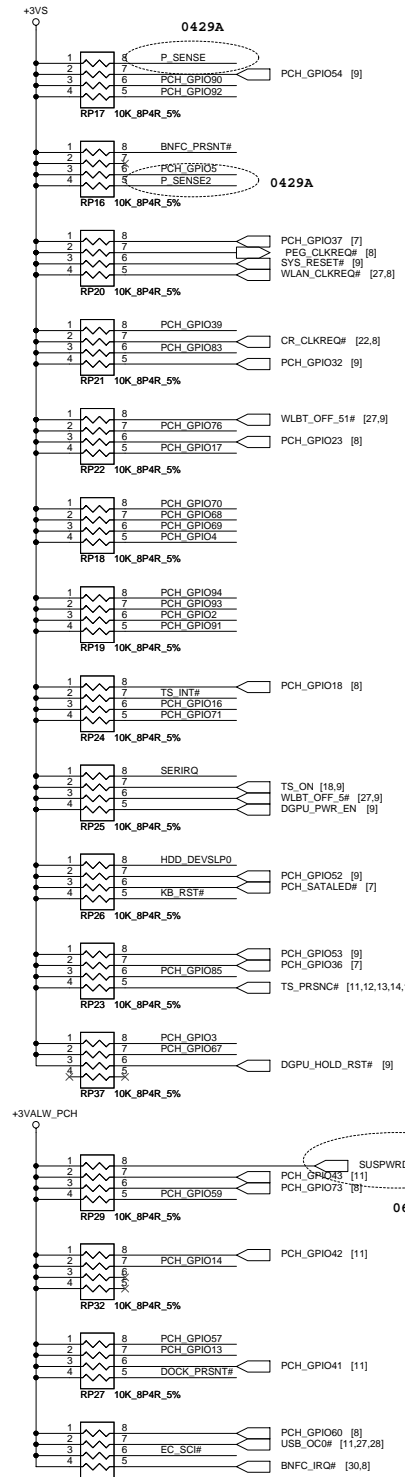 +3VS
0429A
1 8 P_SENSE
2 7 PCH_GPIO54 [9]
3 6 PCH_GPIO90
4 5 PCH_GPIO92
RP17 10K_8P4R_5%
1 8 BNFC_PRSNT#
2 7
3 6 PCH_GPIO5
4 5 P_SENSE2 0429A
RP16 10K_8P4R_5%
1 8 PCH_GPIO37 [7]
2 7 PEG_CLKREQ# [8]
3 6 SYS_RESET# [9]
4 5 WLAN_CLKREQ# [27,8]
RP20 10K_8P4R_5%
1 8 PCH_GPIO39
2 7 CR_CLKREQ# [22,8]
3 6 PCH_GPIO83
4 5 PCH_GPIO32 [9]
RP21 10K_8P4R_5%
1 8 WLBT_OFF_51# [27,9]
2 7 PCH_GPIO76
3 6 PCH_GPIO23 [8]
4 5 PCH_GPIO17
RP22 10K_8P4R_5%
1 8 PCH_GPIO70
2 7 PCH_GPIO68
3 6 PCH_GPIO69
4 5 PCH_GPIO4
RP18 10K_8P4R_5%
1 8 PCH_GPIO94
2 7 PCH_GPIO93
3 6 PCH_GPIO2
4 5 PCH_GPIO91
RP19 10K_8P4R_5%
1 8 PCH_GPIO18 [8]
2 7 TS_INT#
3 6 PCH_GPIO16
4 5 PCH_GPIO71
RP24 10K_8P4R_5%
1 8 SERIRQ
2 7 TS_ON [18,9]
3 6 WLBT_OFF_5# [27,9]
4 5 DGPU_PWR_EN [9]
RP25 10K_8P4R_5%
1 8 HDD_DEVSLP0
2 7 PCH_GPIO52 [9]
3 6 PCH_SATALED# [7]
4 5 KB_RST#
RP26 10K_8P4R_5%
1 8 PCH_GPIO53 [9]
2 7 PCH_GPIO36 [7]
3 6 PCH_GPIO85
4 5 TS_PRSNC# [11,12,13,14,
RP23 10K_8P4R_5%
1 8 PCH_GPIO3
2 7 PCH_GPIO67
3 6 DGPU_HOLD_RST# [9]
4 5
RP37 10K_8P4R_5%
+3VALW_PCH
1 8 SUSPWRD
2 7 PCH_GPIO43 [11]
3 6 PCH_GPIO73 [8]
4 5 PCH_GPIO59
06
RP29 10K_8P4R_5%
1 8 PCH_GPIO42 [11]
2 7 PCH_GPIO14
3 6
4 5
RP32 10K_8P4R_5%
1 8 PCH_GPIO57
2 7 PCH_GPIO13
3 6 PCH_GPIO41 [11]
4 5 DOCK_PRSNT#
RP27 10K_8P4R_5%
1 8 PCH_GPIO60 [8]
2 7 USB_OC0# [11,27,28]
3 6 EC_SCI#
4 5 BNFC_IRQ# [30,8]